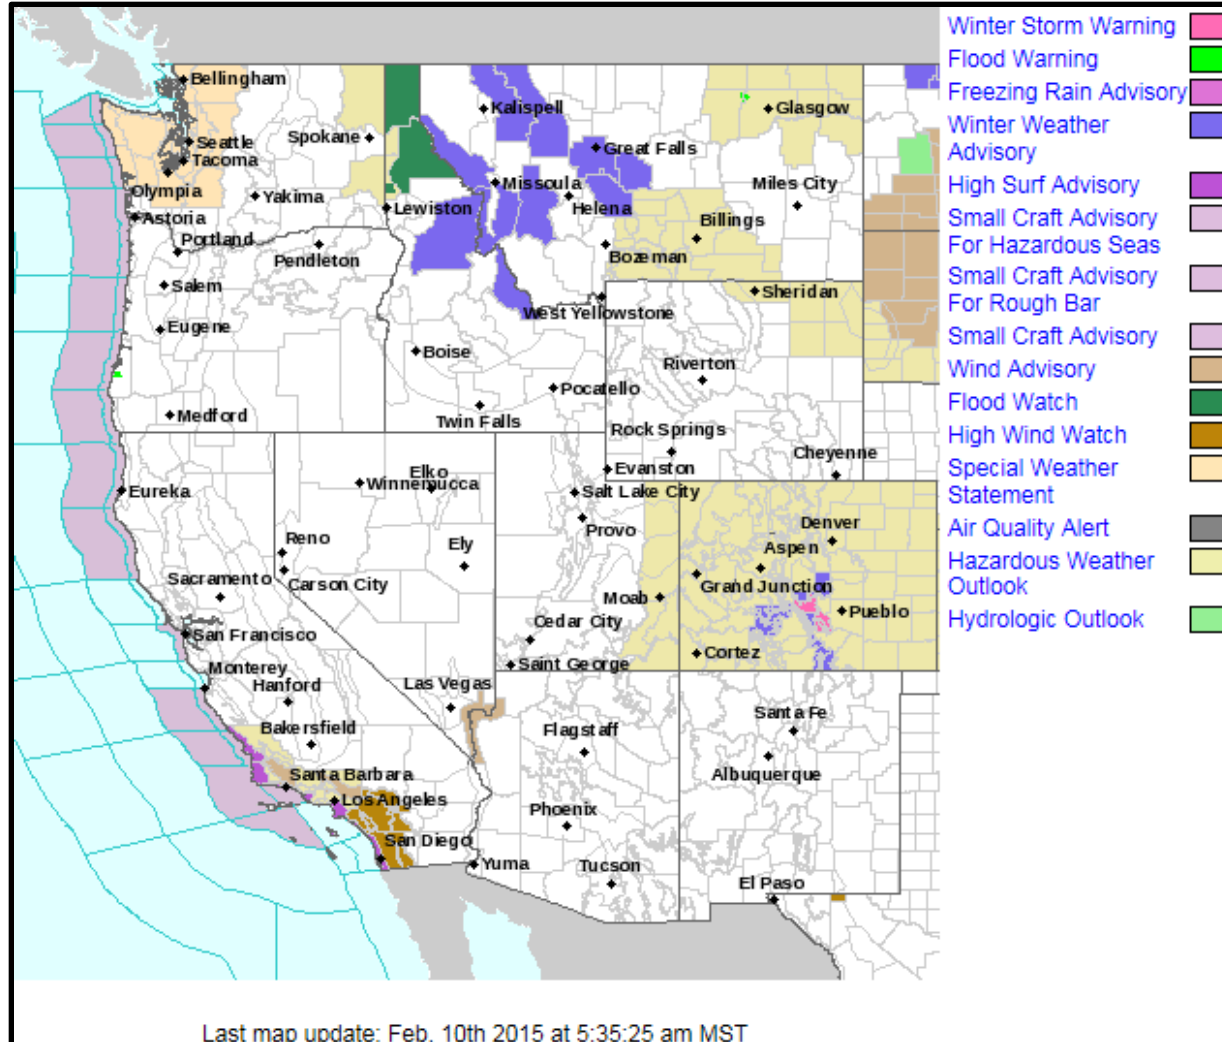 Bellingham
Seattle
Tacoma
Olympia
Spokane
Yakima
Astoria
Lewiston
Portland
Pendleton
Salem
Eugene
Medford
Kalispell
Great Falls
Missoula
Helena
Glasgow
Miles City
Billings
Bozeman
West Yellowstone
Sheridan
Boise
Pocatello
Twin Falls
Riverton
Rock Springs
Evanston
Cheyenne
Eureka
Elko
Winnemucca
Salt Lake City
Provo
Reno
Carson City
Ely
Sacramento
San Francisco
Monterey
Hanford
Bakersfield
Las Vegas
Cedar City
Saint George
Moab
Denver
Aspen
Grand Junction
Pueblo
Cortez
Santa Barbara
Los Angeles
San Diego
Flagstaff
Phoenix
Yuma
Tucson
Santa Fe
Albuquerque
El Paso
Winter Storm Warning
Flood Warning
Freezing Rain Advisory
Winter Weather
Advisory
High Surf Advisory
Small Craft Advisory
For Hazardous Seas
Small Craft Advisory
For Rough Bar
Small Craft Advisory
Wind Advisory
Flood Watch
High Wind Watch
Special Weather
Statement
Air Quality Alert
Hazardous Weather
Outlook
Hydrologic Outlook
Last map update: Feb. 10th 2015 at 5:35:25 am MST